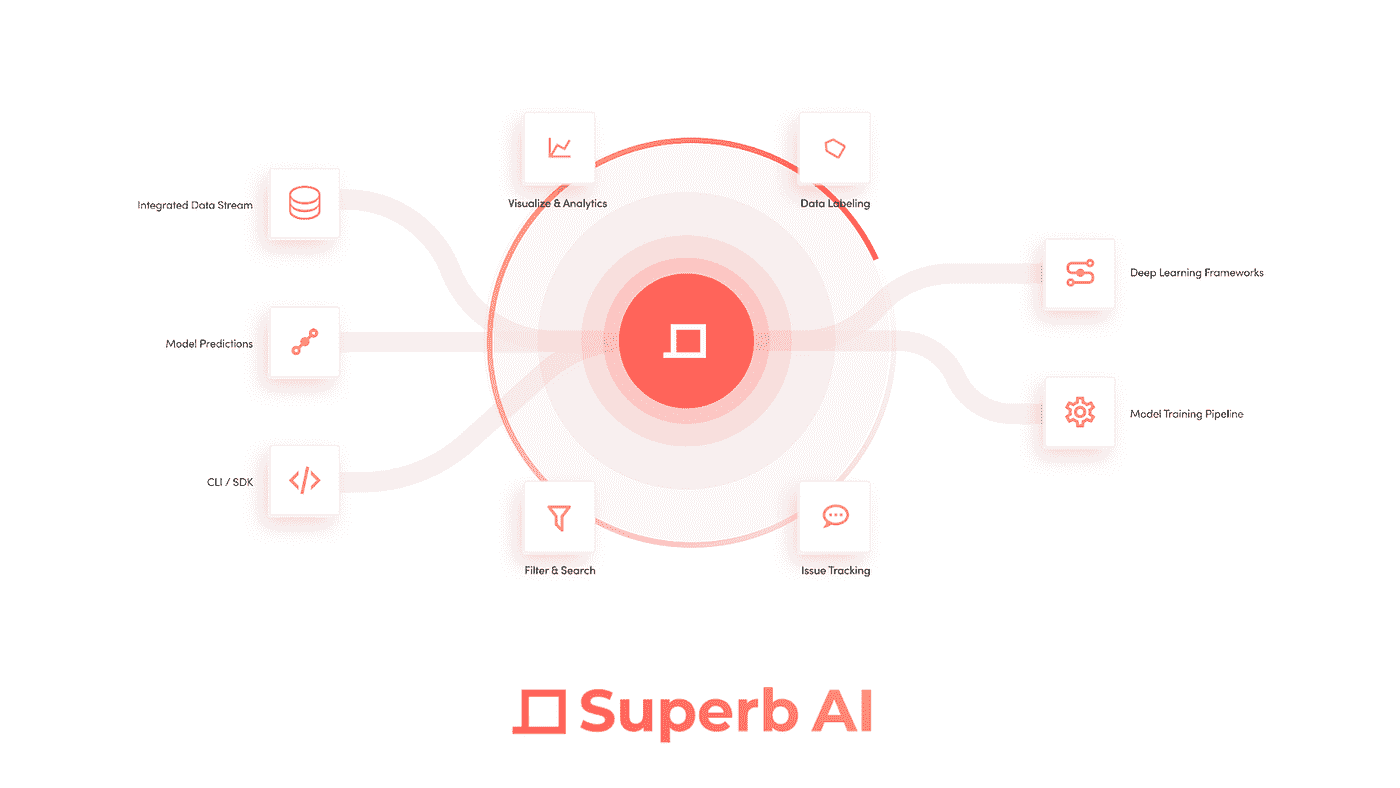 Visualize & Analytics
Data Labeling
Integrated Data Stream
Deep Learning Frameworks
Model Predictions
Model Training Pipeline
CLI / SDK
Filter & Search
Issue Tracking
Superb AI